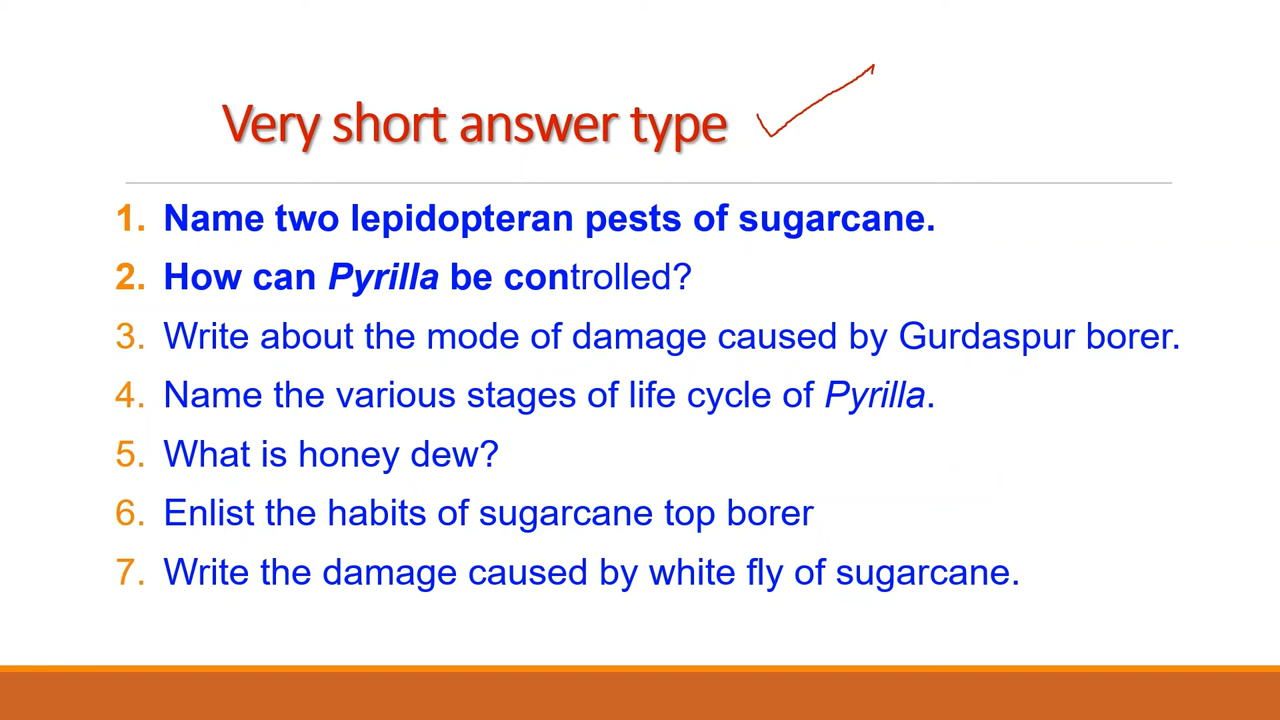 Very short answer type
1. Name two lepidopteran pests of sugarcane.
2. How can Pyrilla be controlled?
3. Write about the mode of damage caused by Gurdaspur borer.
4. Name the various stages of life cycle of Pyrilla.
5. What is honey dew?
6. Enlist the habits of sugarcane top borer
7. Write the damage caused by white fly of sugarcane.